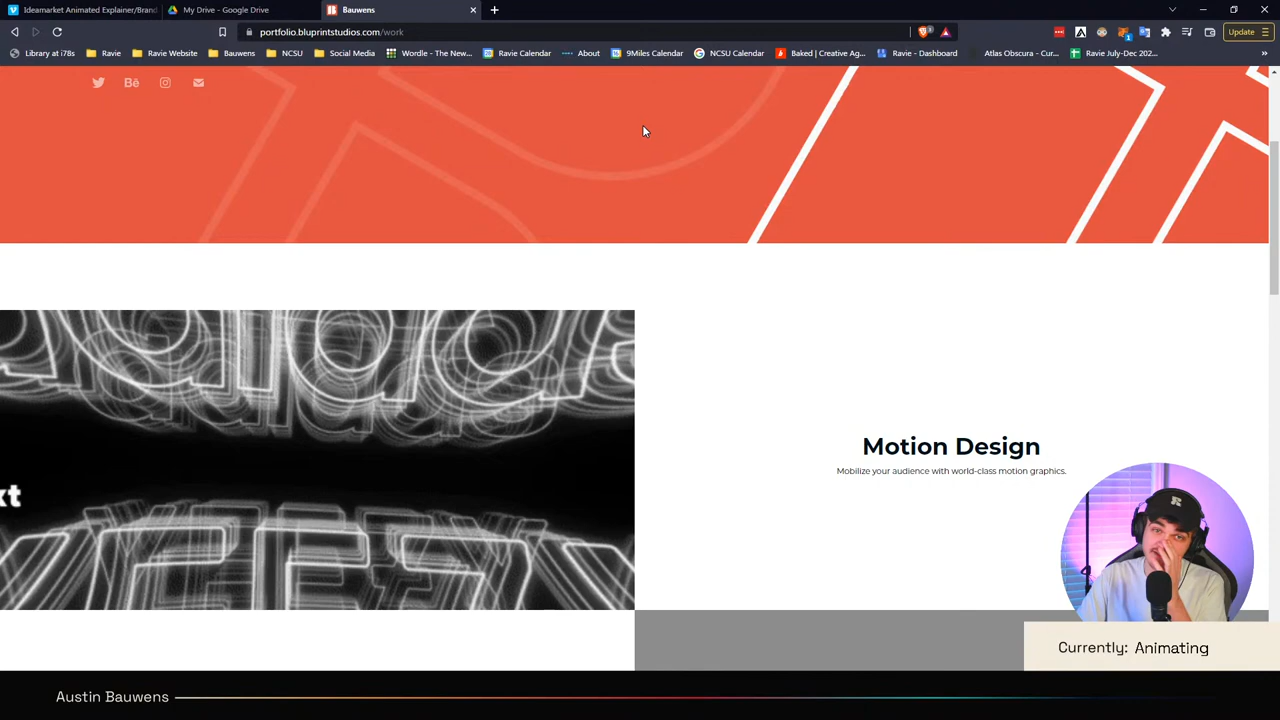 Ideamarket Animated Explainer/Brand
My Drive - Google Drive
Bauwens
portfolio.bluprintstudios.com/work
Update
Library at i78s
Ravie
Ravie Website
Bauwens
NCSU
Social Media
Wordle - The New...
Ravie Calendar
About
9Miles Calendar
NCSU Calendar
Baked | Creative Ag...
Ravie - Dashboard
Atlas Obscura - Cur...
Ravie July-Dec 202...
Bē
Motion Design
Mobilize your audience with world-class motion graphics.
xt
R
Currently: Animating
Austin Bauwens